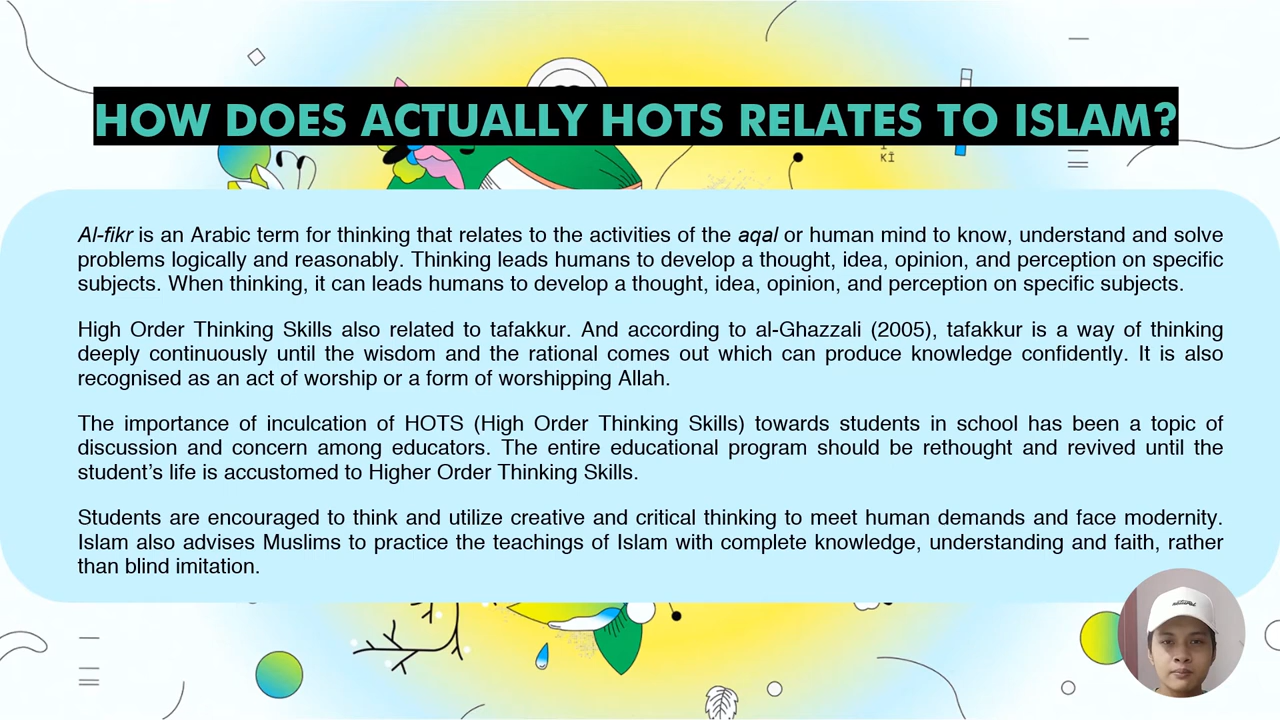 HOW DOES ACTUALLY HOTS RELATES TO ISLAM?
KĪ
Al-fikr is an Arabic term for thinking that relates to the activities of the aqal or human mind to know, understand and solve
problems logically and reasonably. Thinking leads humans to develop a thought, idea, opinion, and perception on specific
subjects. When thinking, it can leads humans to develop a thought, idea, opinion, and perception on specific subjects.
High Order Thinking Skills also related to tafakkur. And according to al-Ghazzali (2005), tafakkur is a way of thinking
deeply continuously until the wisdom and the rational comes out which can produce knowledge confidently. It is also
recognised as an act of worship or a form of worshipping Allah.
The importance of inculcation of HOTS (High Order Thinking Skills) towards students in school has been a topic of
discussion and concern among educators. The entire educational program should be rethought and revived until the
student’s life is accustomed to Higher Order Thinking Skills.
Students are encouraged to think and utilize creative and critical thinking to meet human demands and face modernity.
Islam also advises Muslims to practice the teachings of Islam with complete knowledge, understanding and faith, rather
than blind imitation.